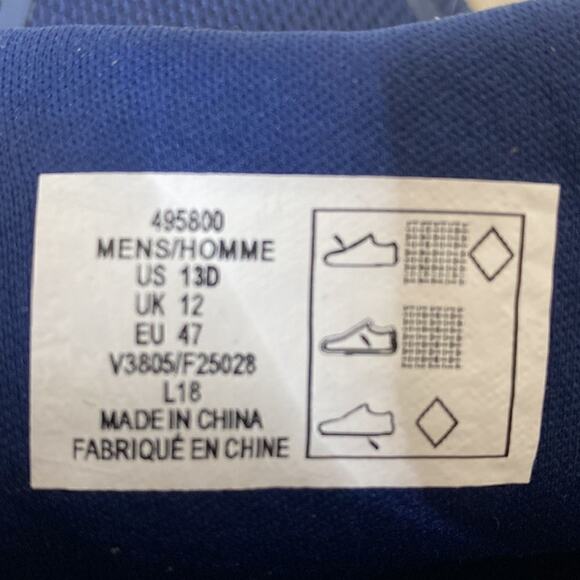 495800
MENS/HOMME
US 13D
UK 12
EU 47
V3805/F25028
L18
MADE IN CHINA
FABRIQUÉ EN CHINE